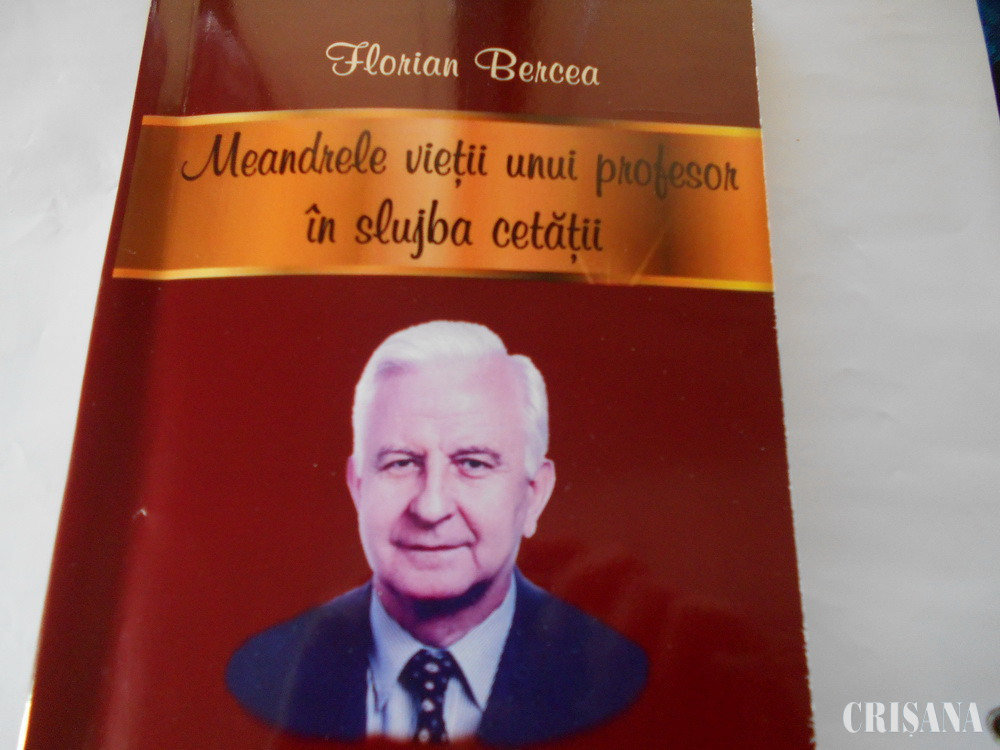 Florian Bercea
Meandrele vieții unui profesor
în slujba cetății
CRIȘANA